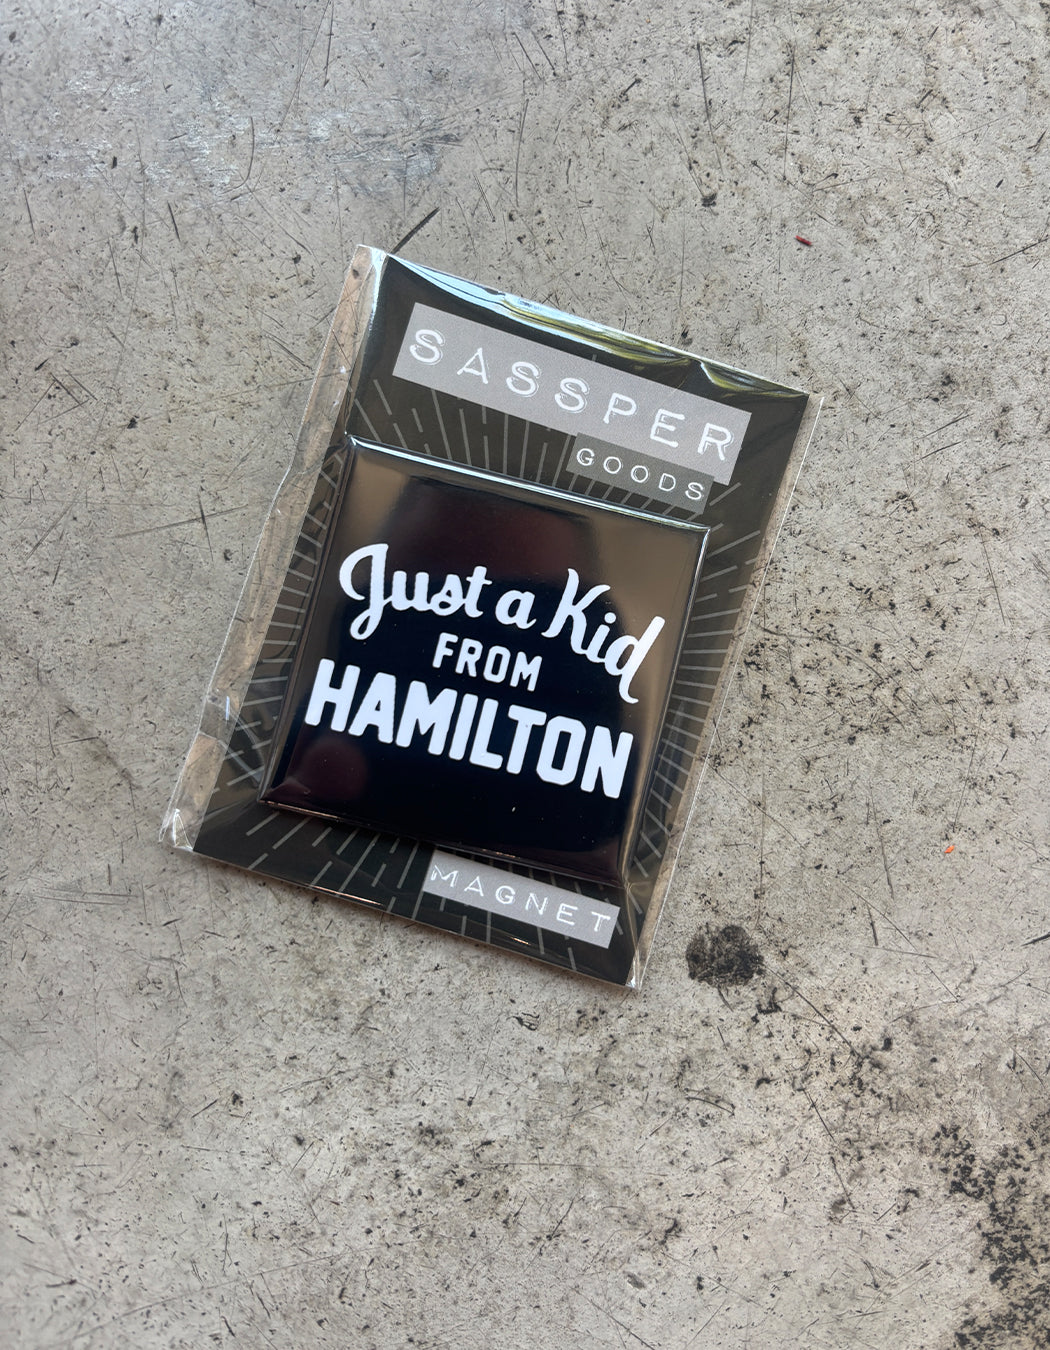 SASSPER
GOODS
Just a Kid
FROM
HAMILTON
MAGNET